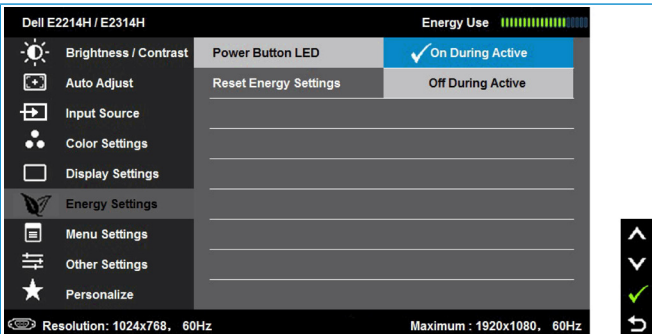 Dell E2214H / E2314H Energy Use
Brightness / Contrast Power Button LED On During Active
Auto Adjust Reset Energy Settings Off During Active
Input Source
Color Settings
Display Settings
Energy Settings
Menu Settings
Other Settings
Personalize
Resolution: 1024x768, 60Hz Maximum : 1920x1080, 60Hz